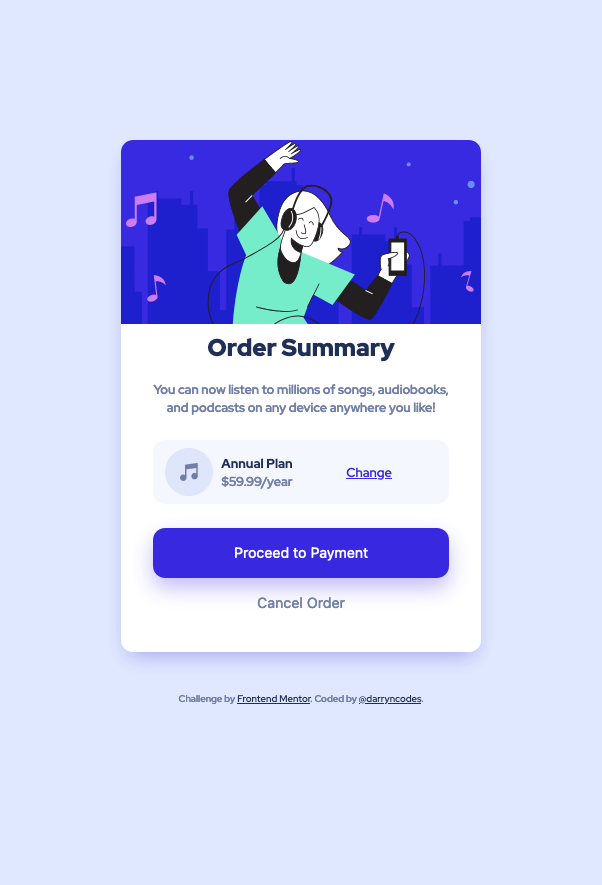 Order Summary
You can now listen to millions of songs, audiobooks,
and podcasts on any device anywhere you like!
Annual Plan
$59.99/year
Change
Proceed to Payment
Cancel Order
Challenge by Frontend Mentor. Coded by @darryncodes.